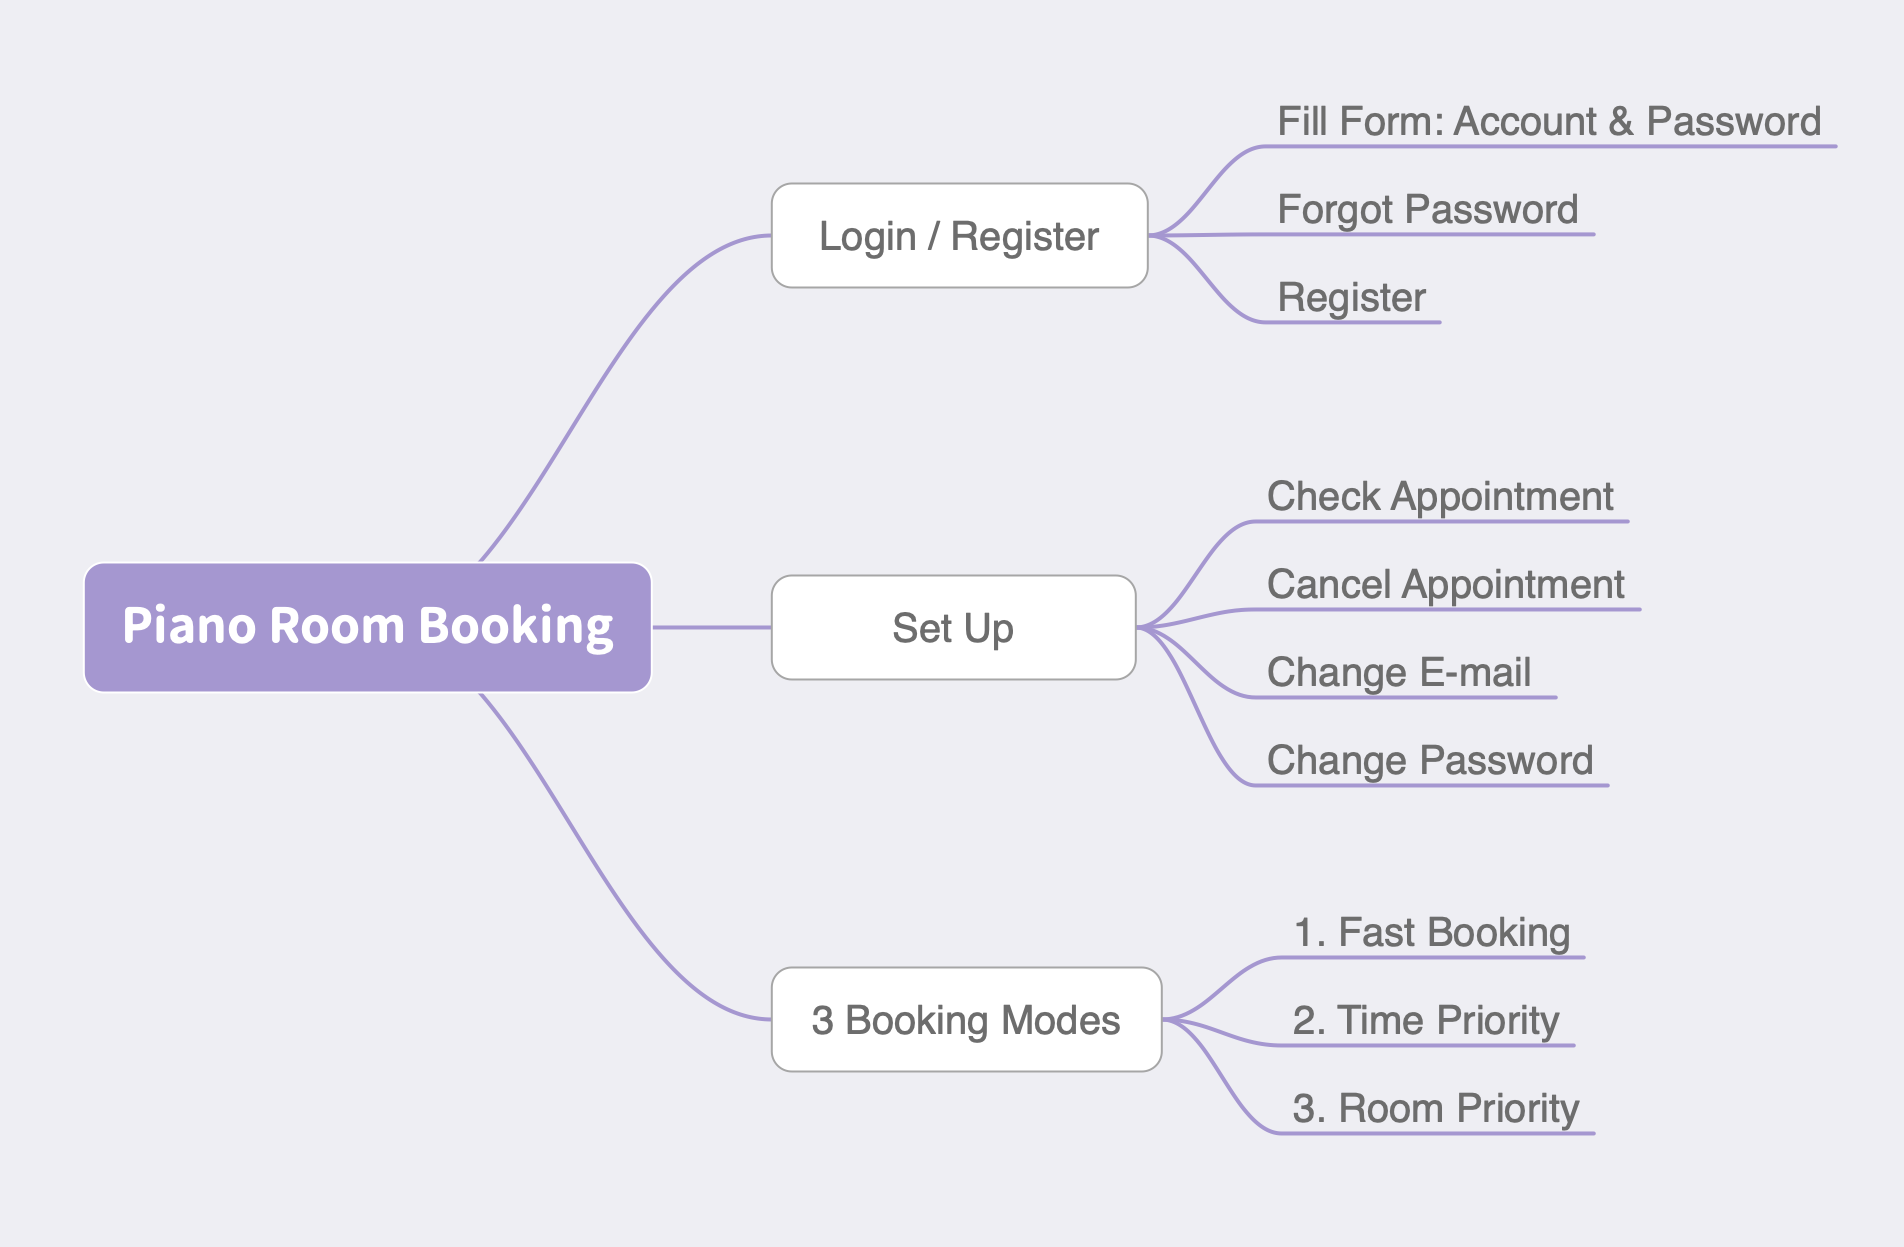 Piano Room Booking
Login / Register
Fill Form: Account & Password
Forgot Password
Register
Set Up
Check Appointment
Cancel Appointment
Change E-mail
Change Password
3 Booking Modes
1. Fast Booking
2. Time Priority
3. Room Priority